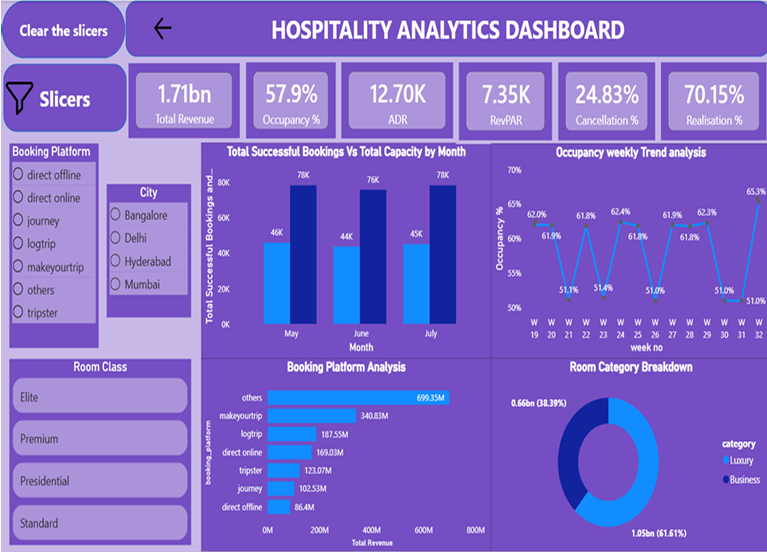 Clear the slicers
HOSPITALITY ANALYTICS DASHBOARD
Slicers
1.71bn
Total Revenue
57.9%
Occupancy %
12.70K
ADR
7.35K
RevPAR
24.83%
Cancellation %
70.15%
Realisation %
Booking Platform
direct offline
direct online
journey
logtrip
makeyourtrip
others
tripster
City
Bangalore
Delhi
Hyderabad
Mumbai
Room Class
Elite
Premium
Presidential
Standard
Total Successful Bookings Vs Total Capacity by Month
Total Successful Bookings and...
80K
60K
40K
20K
0K
46K
78K
44K
76K
45K
78K
May
June
July
Month
Occupancy weekly Trend analysis
Occupancy %
70%
65%
60%
55%
50%
62.0%
61.9%
51.1%
61.8%
51.4%
62.4%
61.8%
51.0%
61.9%
61.8%
62.3%
51.0%
51.0%
65.3%
W W W W W W W W W W W W W W
19 20 21 22 23 24 25 26 27 28 29 30 31 32
week no
Booking Platform Analysis
booking_platform
others 699.35M
makeyourtrip 340.83M
logtrip 187.55M
direct online 169.03M
tripster 123.07M
journey 102.53M
direct offline 86.4M
0M 200M 400M 600M 800M
Total Revenue
Room Category Breakdown
0.66bn (38.39%)
1.05bn (61.61%)
category
Luxury
Business